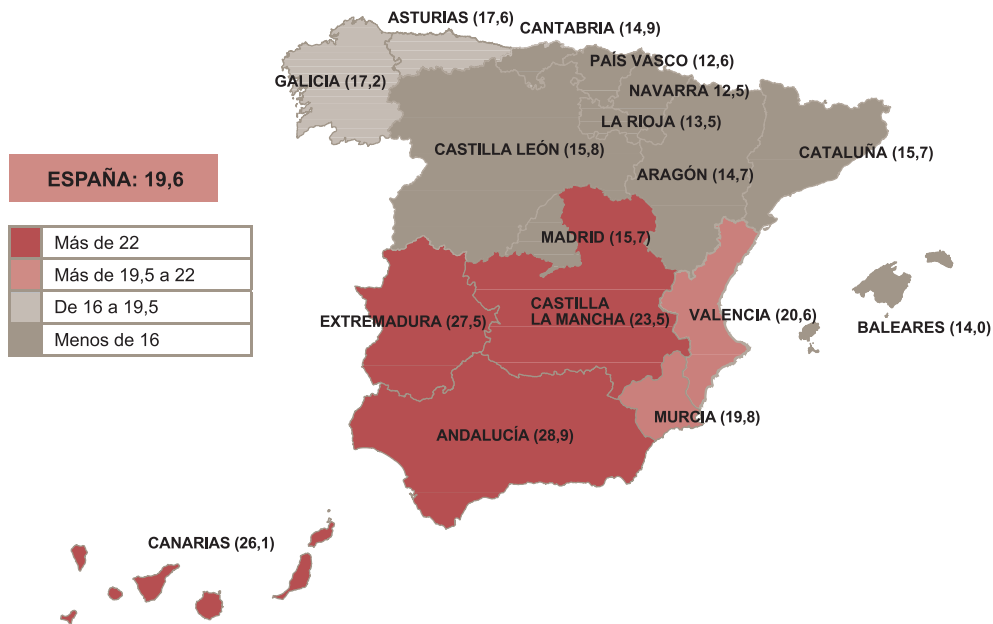 ASTURIAS (17,6)
CANTABRIA (14,9)
PAÍS VASCO (12,6)
GALICIA (17,2)
NAVARRA 12,5)
LA RIOJA (13,5)
CASTILLA LEÓN (15,8)
CATALUÑA (15,7)
ARAGÓN (14,7)
ESPAÑA: 19,6
MADRID (15,7)
Más de 22
Más de 19,5 a 22
De 16 a 19,5
Menos de 16
EXTREMADURA (27,5)
CASTILLA
LA MANCHA (23,5)
VALENCIA (20,6)
BALEARES (14,0)
MURCIA (19,8)
ANDALUCÍA (28,9)
CANARIAS (26,1)